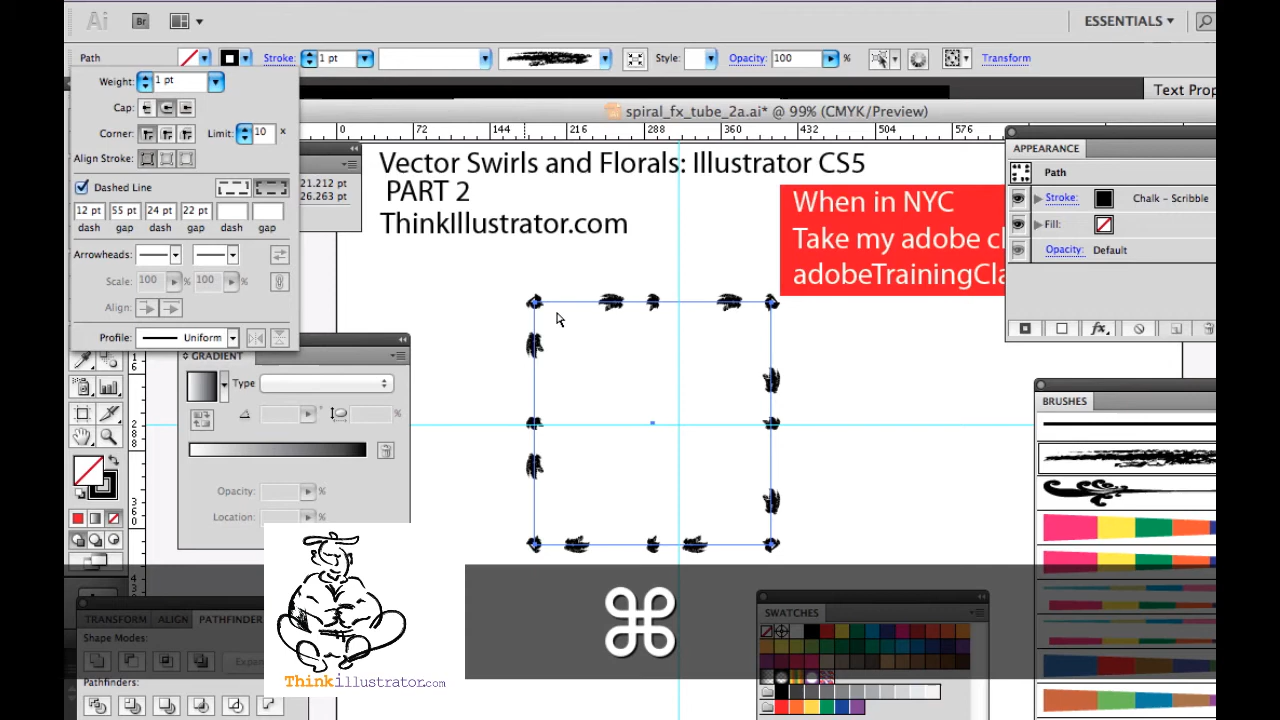 Ai Br ESSENTIALS
Path Stroke: 1 pt Style: Opacity: 100 % Transform
Weight: 1 pt
Text Prop
Cap:
spiral_fx_tube_2a.ai* @ 99% (CMYK/Preview)
Corner: Limit: 10 x
0 72 144 216 288 360 432 504 576
Align Stroke:
APPEARANCE
Vector Swirls and Florals: Illustrator CS5
PART 2
ThinkIllustrator.com
Path
Dashed Line
21.212 pt
26.263 pt
Stroke: Chalk - Scribble
When in NYC
Take my adobe cl
adobeTrainingCla
12 pt 55 pt 24 pt 22 pt
dash gap dash gap dash gap
Fill:
Opacity: Default
Arrowheads:
Scale: 100 % 100 %
Align:
fx
Profile: Uniform
GRADIENT
Type
BRUSHES
Opacity: %
Location: %
⌘
TRANSFORM ALIGN PATHFINDER
SWATCHES
Shape Modes:
Expan
Pathfinders:
Thinkillustrator.com